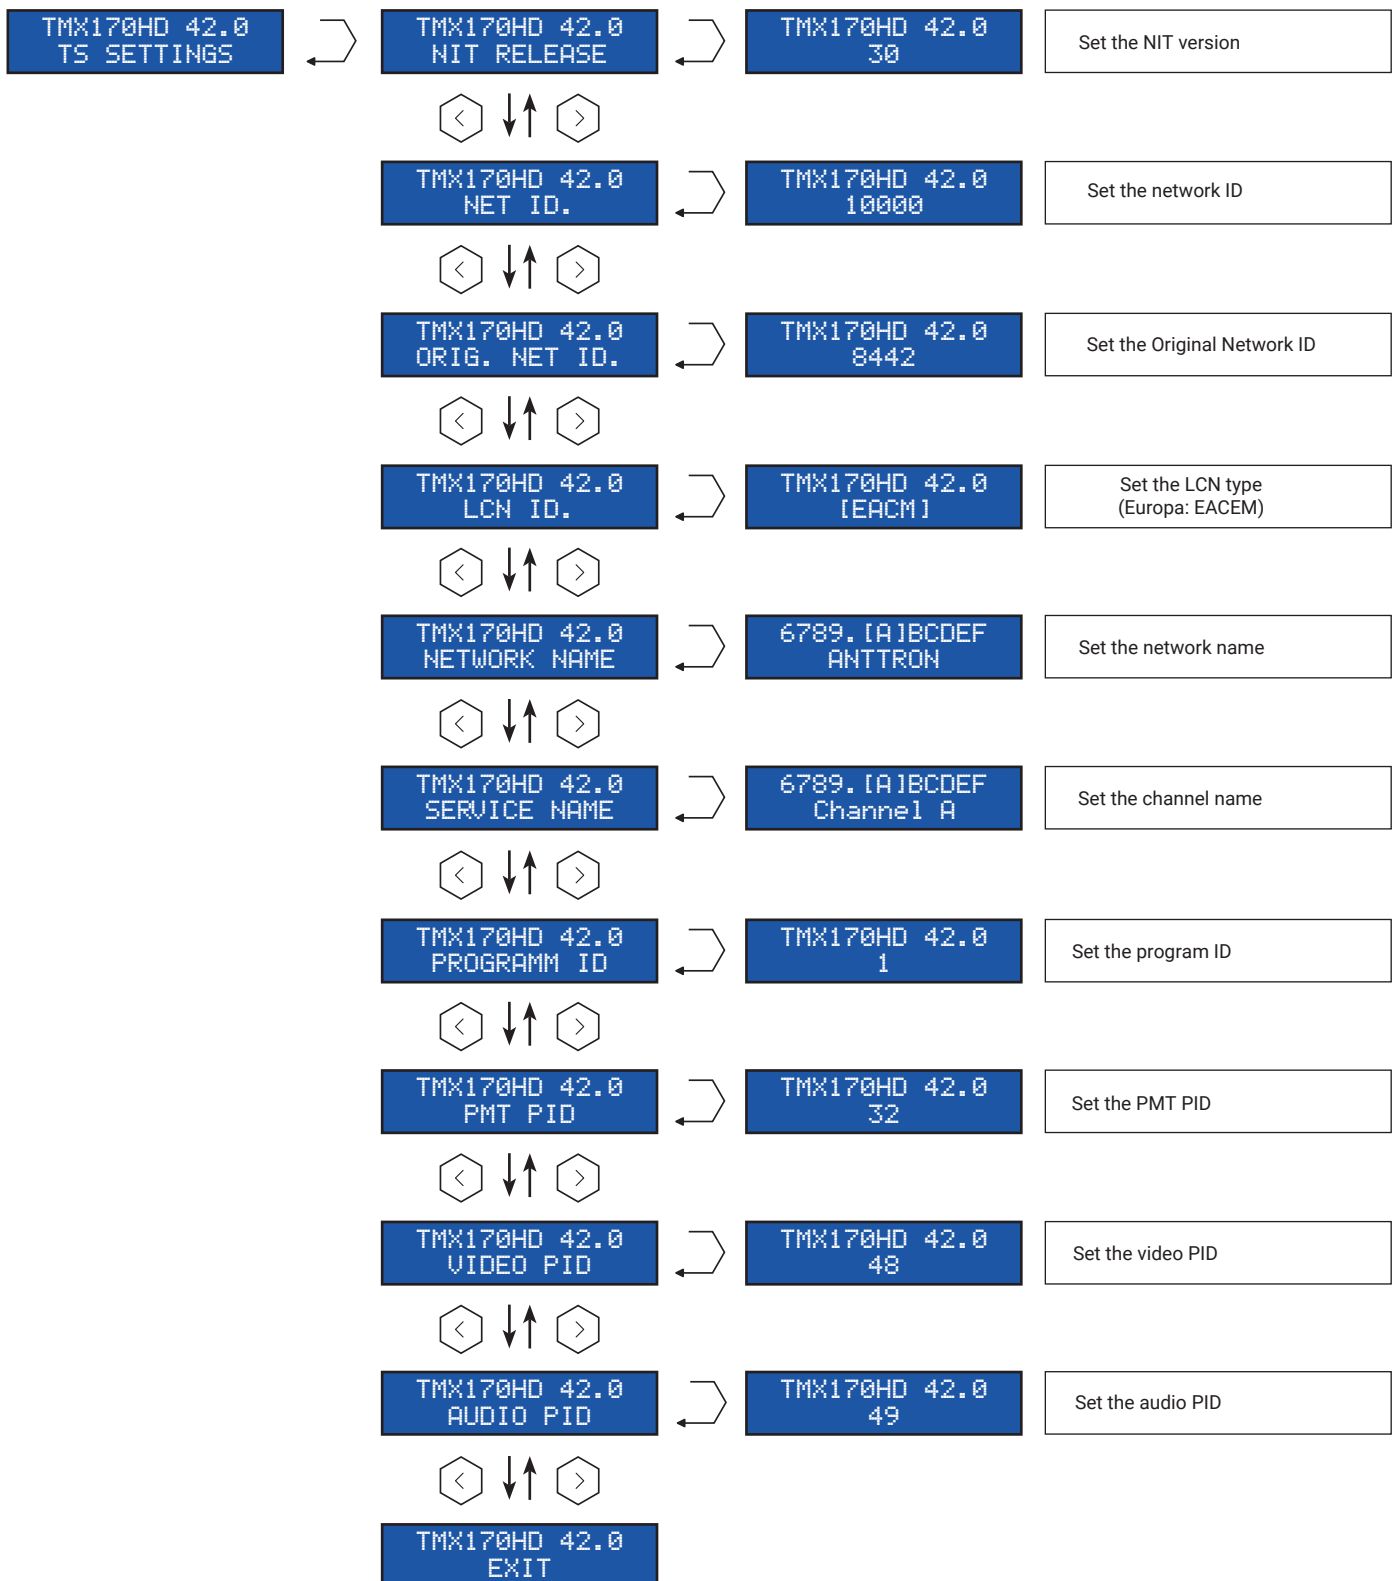 TMX170HD 42.0
TS SETTINGS
TMX170HD 42.0
NIT RELEASE
TMX170HD 42.0
30
Set the NIT version
< >
TMX170HD 42.0
NET ID.
TMX170HD 42.0
10000
Set the network ID
< >
TMX170HD 42.0
ORIG. NET ID.
TMX170HD 42.0
8442
Set the Original Network ID
< >
TMX170HD 42.0
LCN ID.
TMX170HD 42.0
[EACM]
Set the LCN type
(Europa: EACEM)
< >
TMX170HD 42.0
NETWORK NAME
6789.[A]BCDEF
ANTTRON
Set the network name
< >
TMX170HD 42.0
SERVICE NAME
6789.[A]BCDEF
Channel A
Set the channel name
< >
TMX170HD 42.0
PROGRAMM ID
TMX170HD 42.0
1
Set the program ID
< >
TMX170HD 42.0
PMT PID
TMX170HD 42.0
32
Set the PMT PID
< >
TMX170HD 42.0
VIDEO PID
TMX170HD 42.0
48
Set the video PID
< >
TMX170HD 42.0
AUDIO PID
TMX170HD 42.0
49
Set the audio PID
< >
TMX170HD 42.0
EXIT